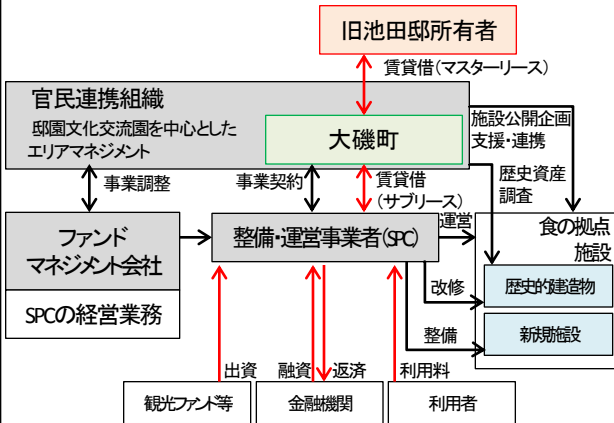 旧池田邸所有者
賃貸借(マスターリース)
官民連携組織
邸園文化交流園を中心とした
エリアマネジメント
大磯町
施設公開企画
支援・連携
歴史資産
調査
事業調整
事業契約
賃貸借
(サブリース)
運営
ファンド
マネジメント会社
SPCの経営業務
整備・運営事業者(SPC)
食の拠点
施設
歴史的建造物
新規施設
改修
整備
出資
融資
返済
利用料
観光ファンド等
金融機関
利用者